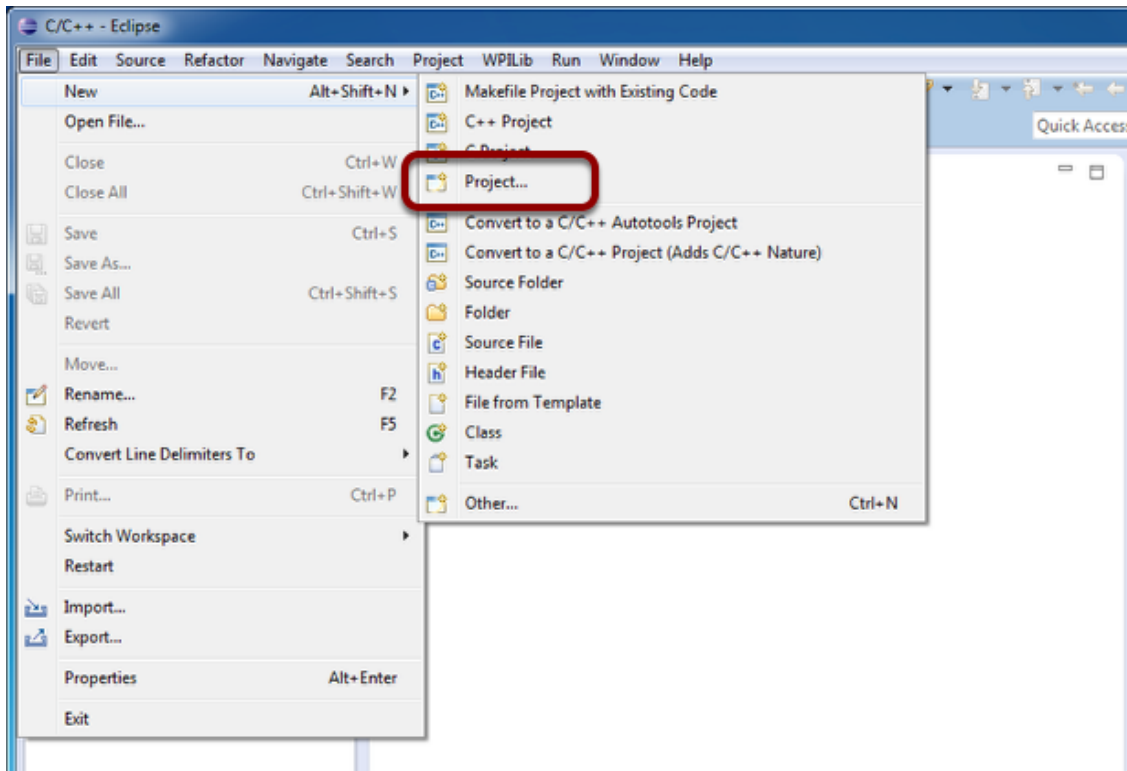 C/C++ - Eclipse
File Edit Source Refactor Navigate Search Project WPILib Run Window Help
New Alt+Shift+N
Open File...
Close Ctrl+W
Close All Ctrl+Shift+W
Save Ctrl+S
Save As...
Save All Ctrl+Shift+S
Revert
Move...
Rename... F2
Refresh F5
Convert Line Delimiters To
Print... Ctrl+P
Switch Workspace
Restart
Import...
Export...
Properties Alt+Enter
Exit
Makefile Project with Existing Code
C++ Project
C Project
Project...
Convert to a C/C++ Autotools Project
Convert to a C/C++ Project (Adds C/C++ Nature)
Source Folder
Folder
Source File
Header File
File from Template
Class
Task
Other... Ctrl+N
Quick Acces